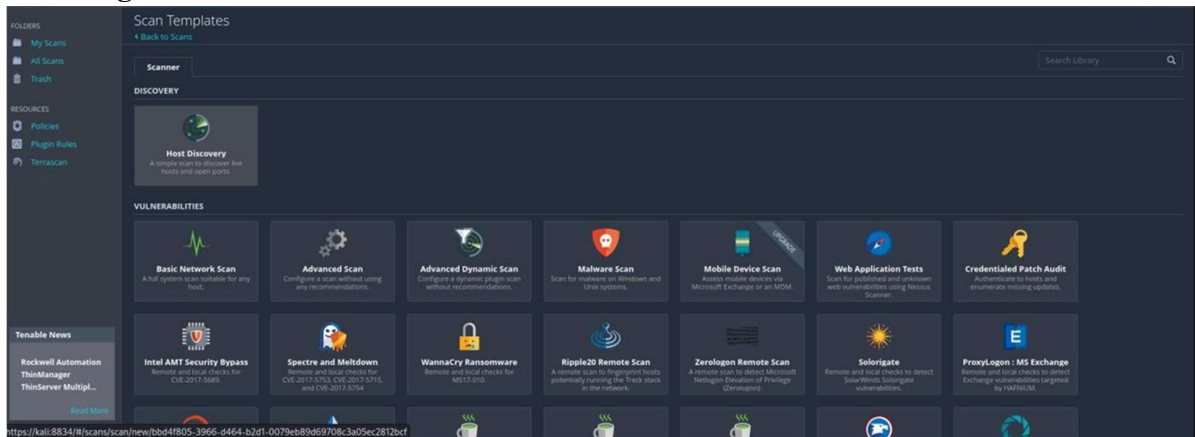 FOLDERS
My Scans
All Scans
Trash
RESOURCES
Policies
Plugin Rules
Terrascan
Tenable News
Rockwell Automation
ThinManager
ThinServer Multipl...
Read More
Scan Templates
Back to Scans
Scanner
Search Library
DISCOVERY
Host Discovery
A simple scan to discover live
hosts and open ports.
VULNERABILITIES
Basic Network Scan
A full system scan suitable for any
host.
Advanced Scan
Configure a scan without using
any recommendations.
Advanced Dynamic Scan
Configure a dynamic plugin scan
without recommendations.
Malware Scan
Scan for malware on Windows and
Unix systems.
UPGRADE
Mobile Device Scan
Assess mobile devices via
Microsoft Exchange or an MDM.
Web Application Tests
Scan for published and unknown
web vulnerabilities using Nessus
Scanner.
Credentialed Patch Audit
Authenticate to hosts and
enumerate missing updates.
Intel AMT Security Bypass
Remote and local checks for
CVE-2017-5689.
Spectre and Meltdown
Remote and local checks for
CVE-2017-5753, CVE-2017-5715,
and CVE-2017-5754
WannaCry Ransomware
Remote and local checks for
MS17-010.
Ripple20 Remote Scan
A remote scan to fingerprint hosts
potentially running the Treck stack
in the network.
Zerologon Remote Scan
A remote scan to detect Microsoft
Netlogon Elevation of Privilege
(Zerologon).
Solorigate
Remote and local checks to detect
SolarWinds Solorigate
vulnerabilities.
E
ProxyLogon : MS Exchange
Remote and local checks to detect
Exchange vulnerabilities targeted
by HAFNIUM.
https://kali:8834/#/scans/scan/new/bbd4f805-3966-d464-b2d1-0079eb89d69708c3a05ec2812bcf